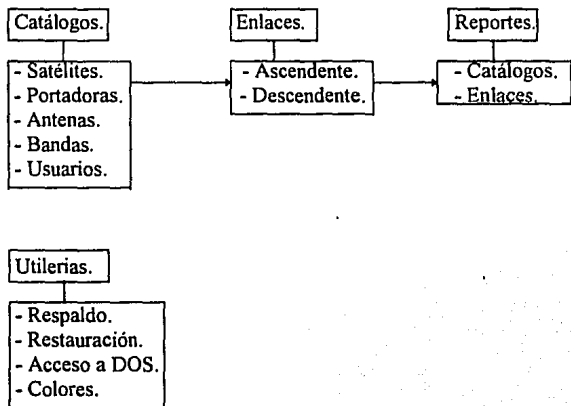 Catálogos.
- Satélites.
- Portadoras.
- Antenas.
- Bandas.
- Usuarios.
Enlaces.
- Ascendente.
- Descendente.
Reportes.
- Catálogos.
- Enlaces.
Utilerias.
- Respaldo.
- Restauración.
- Acceso a DOS.
- Colores.